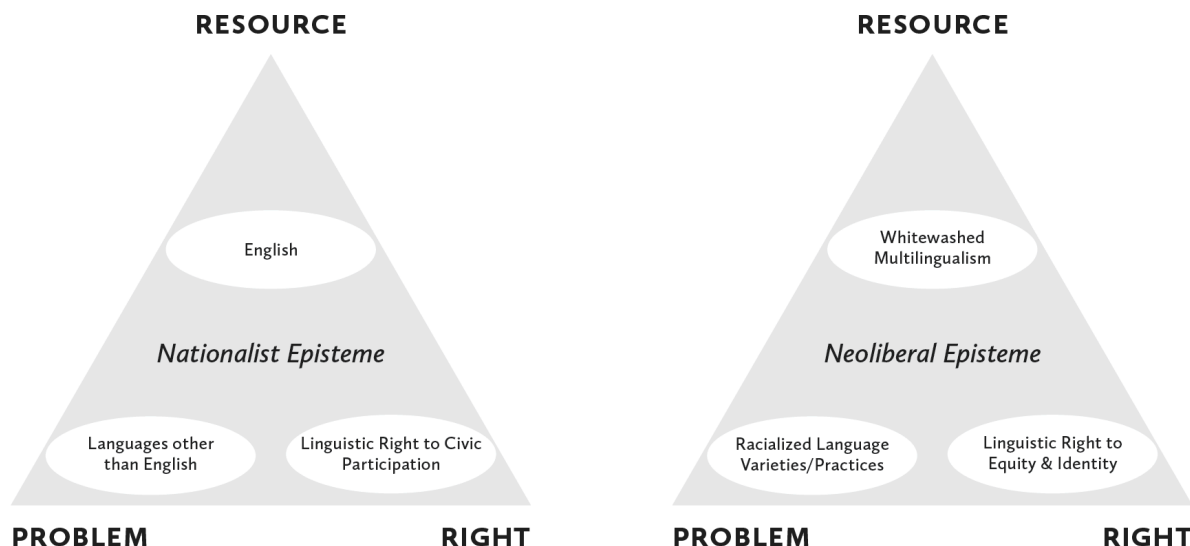 RESOURCE
English
Nationalist Episteme
Languages other
than English
Linguistic Right to Civic
Participation
PROBLEM
RIGHT
RESOURCE
Whitewashed
Multilingualism
Neoliberal Episteme
Racialized Language
Varieties/Practices
Linguistic Right to
Equity & Identity
PROBLEM
RIGHT